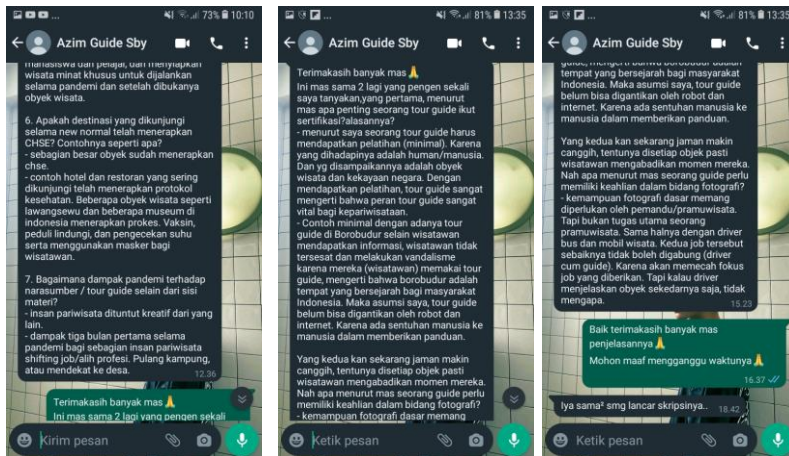 73% 10:10
Azim Guide Sby
mahasiswa dan pelajar, dan menyiapkan
wisata minat khusus untuk dijalankan
selama pandemi dan setelah dibukanya
obyek wisata.
6. Apakah destinasi yang dikunjungi
selama new normal telah menerapkan
CHSE? Contohnya seperti apa?
- sebagian besar obyek sudah menerapkan
chse.
- contoh hotel dan restoran yang sering
dikunjungi telah menerapkan protokol
kesehatan. Beberapa obyek wisata seperti
lawangsewu dan beberapa museum di
indonesia menerapkan prokes. Vaksin,
peduli lindungi, dan pengecekan suhu
serta menggunakan masker bagi
wisatawan.
7. Bagaimana dampak pandemi terhadap
narasumber / tour guide selain dari sisi
materi?
- insan pariwisata dituntut kreatif dari yang
lain.
- dampak tiga bulan pertama selama
pandemi bagi sebagian insan pariwisata
shifting job/alih profesi. Pulang kampung,
atau mendekat ke desa.
12.36
Terimakasih banyak mas🙏
Ini mas sama 2 lagi yang pengen sekali
Kirim pesan
81% 13:35
Azim Guide Sby
Terimakasih banyak mas🙏
Ini mas sama 2 lagi yang pengen sekali
saya tanyakan,yang pertama, menurut
mas apa penting seorang tour guide ikut
sertifikasi?alasannya?
- menurut saya seorang tour guide harus
mendapatkan pelatihan (minimal). Karena
yang dihadapinya adalah human/manusia.
Dan yg disampaikannya adalah obyek
wisata dan kekayaan negara. Dengan
mendapatkan pelatihan, tour guide sangat
mengerti bahwa peran tour guide sangat
vital bagi kepariwisataan.
- Contoh minimal dengan adanya tour
guide di Borobudur selain wisatawan
mendapatkan informasi, wisatawan tidak
tersesat dan melakukan vandalisme
karena mereka (wisatawan) memakai tour
guide, mengerti bahwa borobudur adalah
tempat yang bersejarah bagi masyarakat
Indonesia. Maka asumsi saya, tour guide
belum bisa digantikan oleh robot dan
internet. Karena ada sentuhan manusia ke
manusia dalam memberikan panduan.
Yang kedua kan sekarang jaman makin
canggih, tentunya disetiap objek pasti
wisatawan mengabadikan momen mereka.
Nah apa menurut mas seorang guide perlu
memiliki keahlian dalam bidang fotografi?
- kemampuan fotografi dasar memang
Ketik pesan
81% 13:35
Azim Guide Sby
guide, mengerti bahwa borobudur adalah
tempat yang bersejarah bagi masyarakat
Indonesia. Maka asumsi saya, tour guide
belum bisa digantikan oleh robot dan
internet. Karena ada sentuhan manusia ke
manusia dalam memberikan panduan.
Yang kedua kan sekarang jaman makin
canggih, tentunya disetiap objek pasti
wisatawan mengabadikan momen mereka.
Nah apa menurut mas seorang guide perlu
memiliki keahlian dalam bidang fotografi?
- kemampuan fotografi dasar memang
diperlukan oleh pemandu/pramuwisata.
Tapi bukan tugas utama seorang
pramuwisata. Sama halnya dengan driver
bus dan mobil wisata. Kedua job tersebut
sebaiknya tidak boleh digabung (driver
cum guide). Karena akan memecah fokus
job yang diberikan. Tapi kalau driver
menjelaskan obyek sekedarnya saja, tidak
mengapa.
15.23
Baik terimakasih banyak mas
penjelasannya🙏
Mohon maaf mengganggu waktunya🙏
16.37
Iya sama² smg lancar skripsinya.. 18.42
Ketik pesan